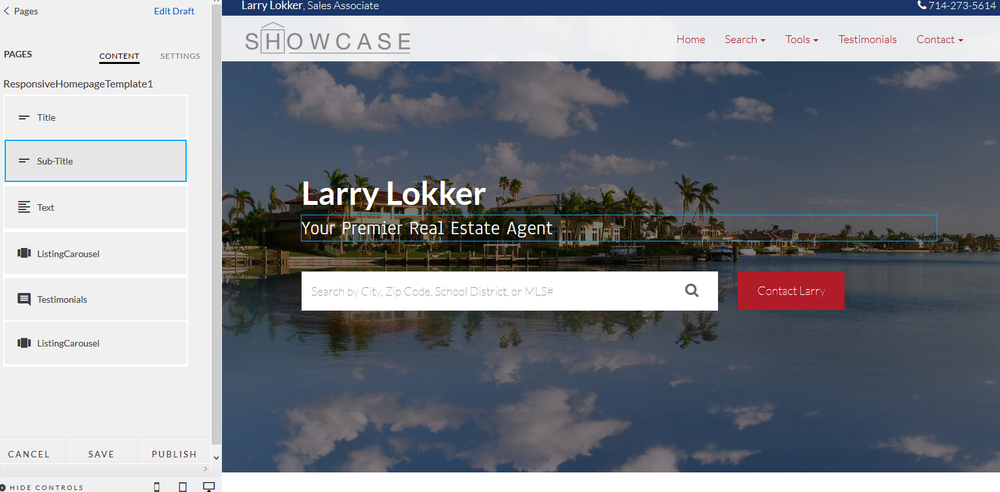 Pages
Edit Draft
PAGES
CONTENT
SETTINGS
ResponsiveHomepageTemplate1
Title
Sub-Title
Text
ListingCarousel
Testimonials
ListingCarousel
CANCEL
SAVE
PUBLISH
HIDE CONTROLS
Larry Lokker, Sales Associate
714-273-5614
SHOWCASE
Home
Search
Tools
Testimonials
Contact
Larry Lokker
Your Premier Real Estate Agent
Search by City, Zip Code, School District, or MLS#
Contact Larry